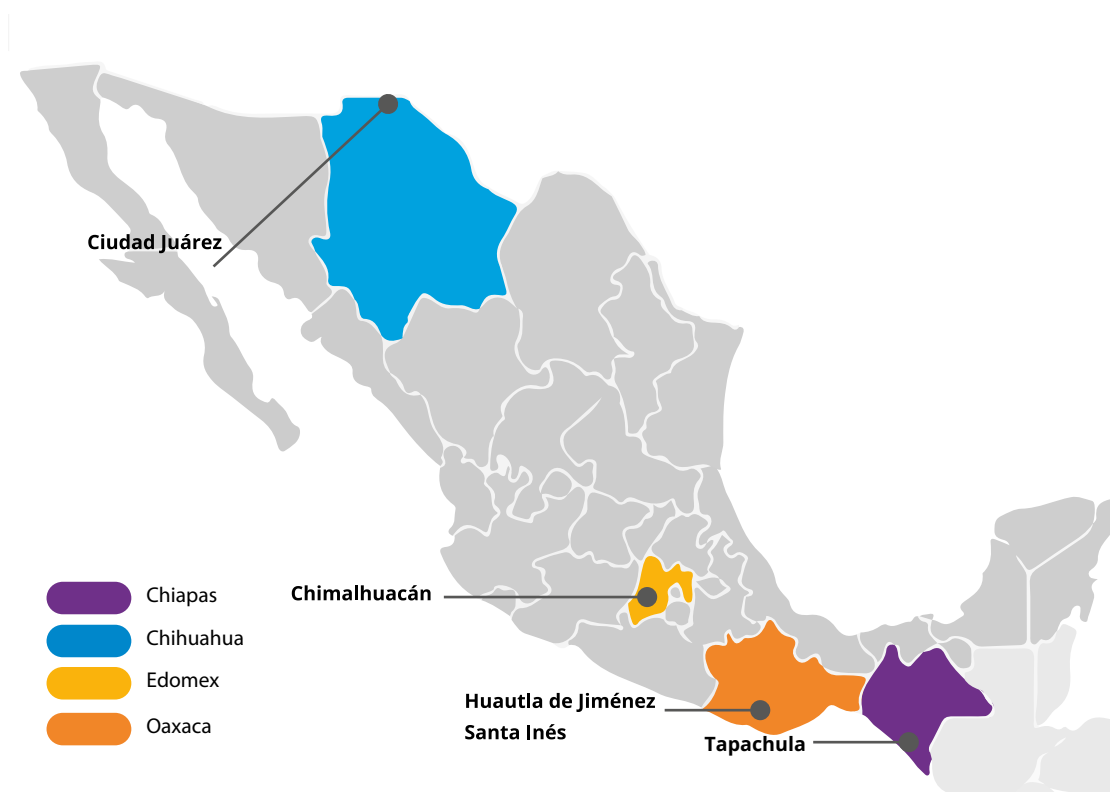 Ciudad Juárez
Chimalhuacán
Huautla de Jiménez
Santa Inés
Tapachula
Chiapas
Chihuahua
Edomex
Oaxaca